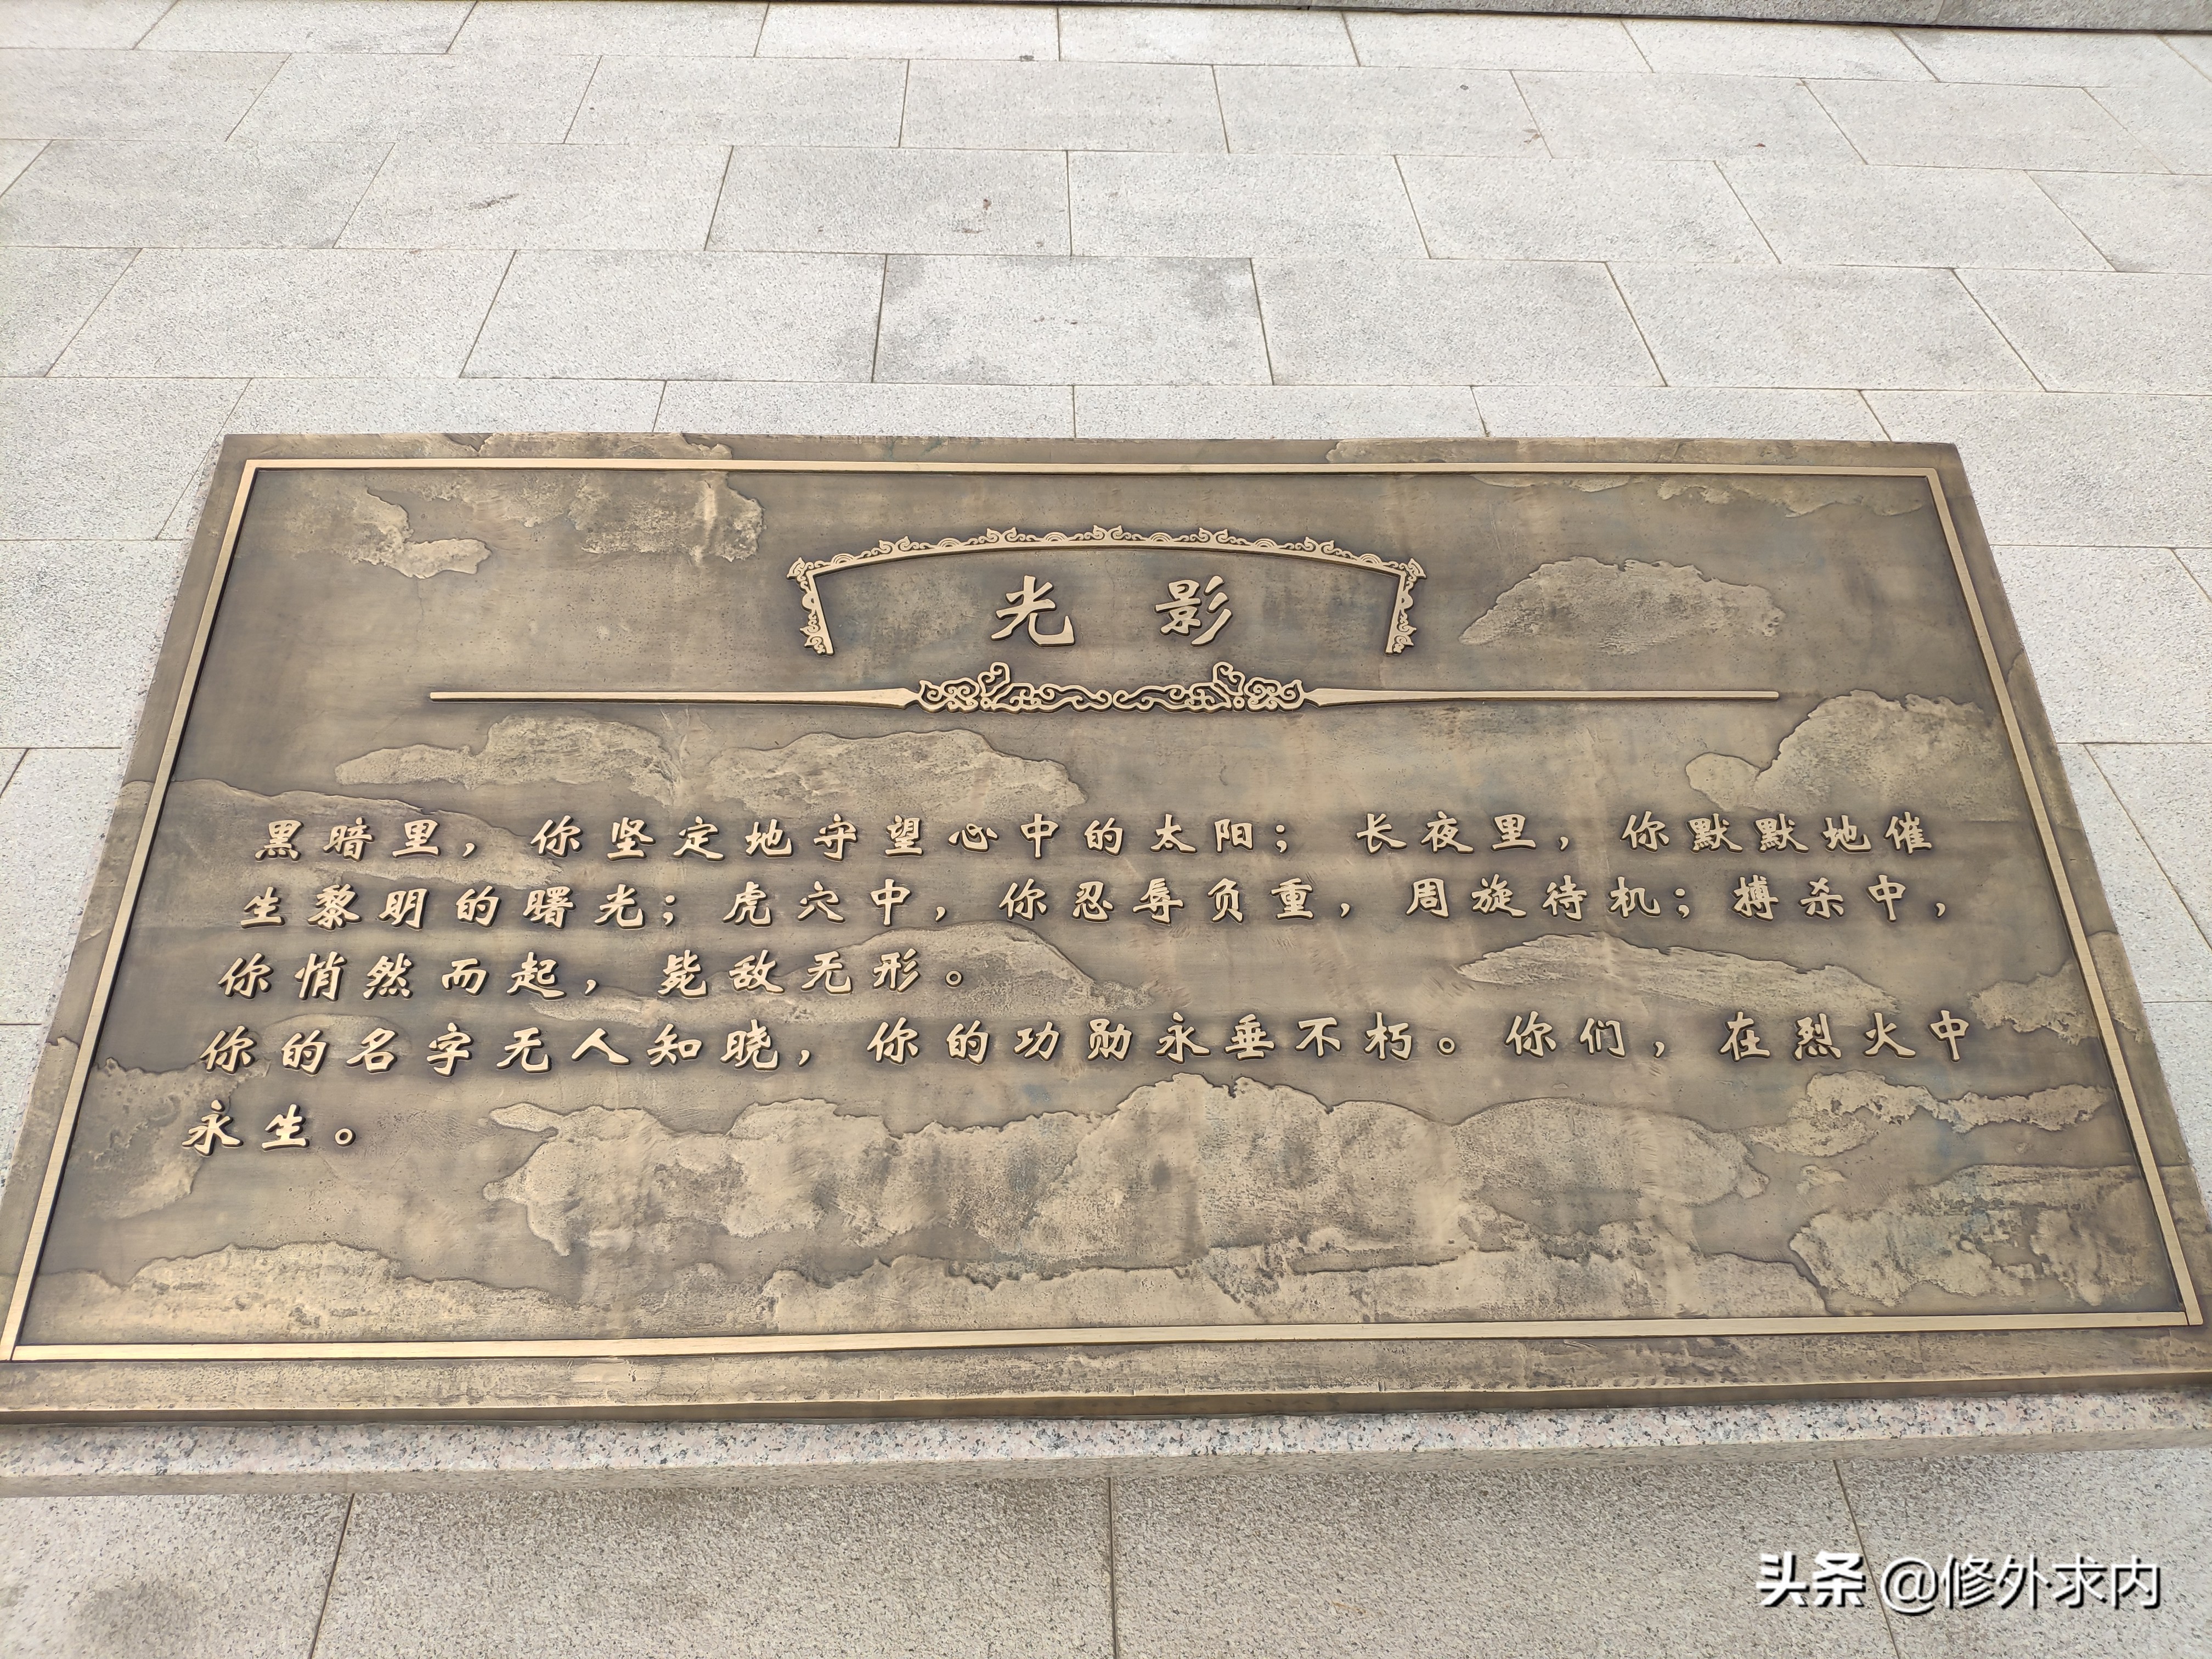 光影
黑暗里，你坚定地守望心中的太阳；长夜里，你默默地催
生黎明的曙光；虎穴中，你忍辱负重，周旋待机；搏杀中，
你悄然而起，毙敌无形。
你的名字无人知晓，你的功勋永垂不朽。你们，在烈火中
永生。
头条 @修外求内